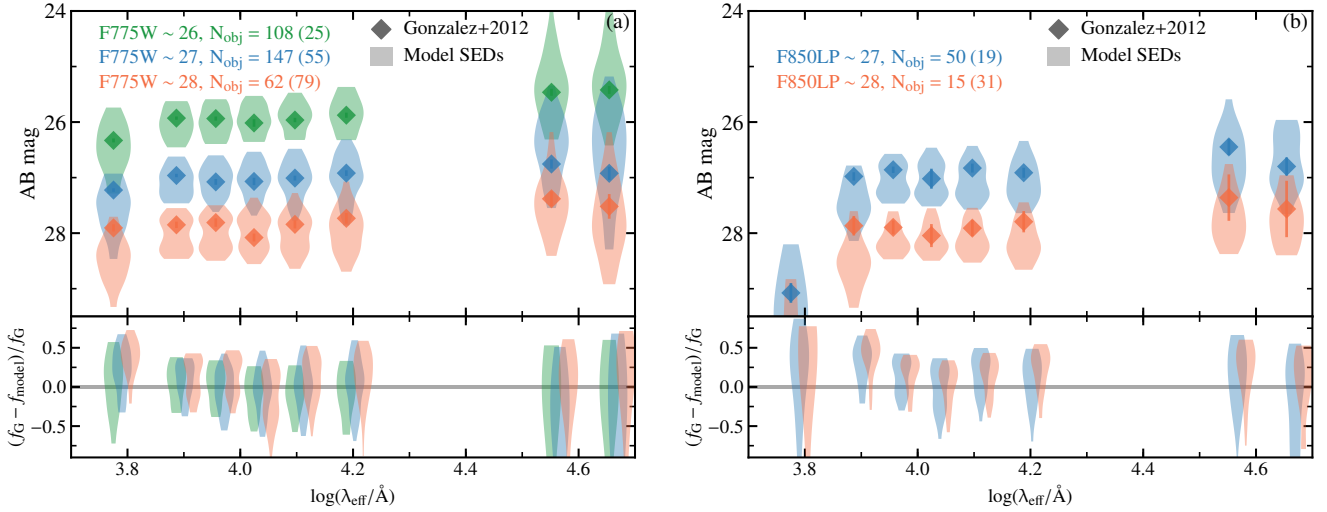 (a)
F775W ~ 26, N_obj = 108 (25)
F775W ~ 27, N_obj = 147 (55)
F775W ~ 28, N_obj = 62 (79)
Gonzalez+2012
Model SEDs
24
26
28
AB mag
0.5
0.0
−0.5
(f_G − f_model)/f_G
3.8 4.0 4.2 4.4 4.6
log(λ_eff/Å)
(b)
F850LP ~ 27, N_obj = 50 (19)
F850LP ~ 28, N_obj = 15 (31)
Gonzalez+2012
Model SEDs
24
26
28
AB mag
0.5
0.0
−0.5
(f_G − f_model)/f_G
3.8 4.0 4.2 4.4 4.6
log(λ_eff/Å)